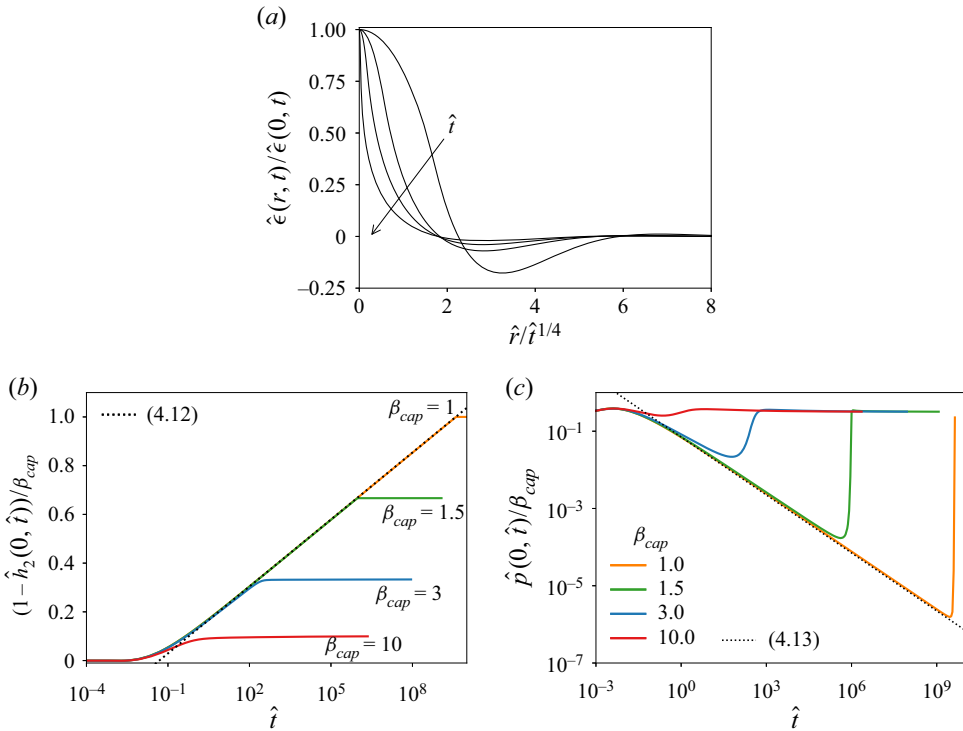 (a)
1.00
0.75
0.50
0.25
0
–0.25
ϵ̂(r, t)/ϵ̂(0, t)
t̂
0 2 4 6 8
r̂/t̂^{1/4}
(b)
(4.12)
β_cap = 1
β_cap = 1.5
β_cap = 3
β_cap = 10
1.0
0.8
0.6
0.4
0.2
0
(1–ĥ_2(0, t̂))/β_cap
10^{–4} 10^{–1} 10^2 10^5 10^8
t̂
(c)
10^{–1}
10^{–3}
10^{–5}
10^{–7}
p̂(0, t̂)/β_cap
β_cap
1.0
1.5
3.0
10.0
(4.13)
10^{–3} 10^0 10^3 10^6 10^9
t̂